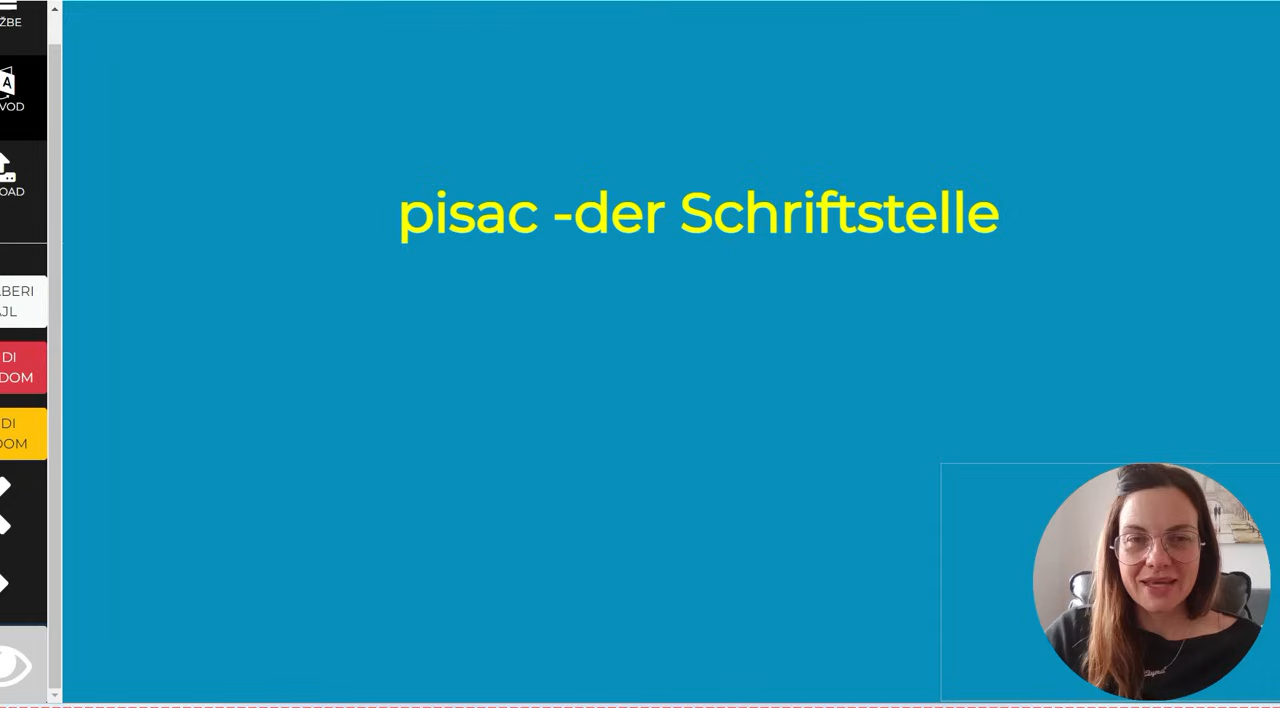 ŽBE
VOD
OAD
BERI
JL
DI
DOM
DI
DOM
pisac -der Schriftstelle